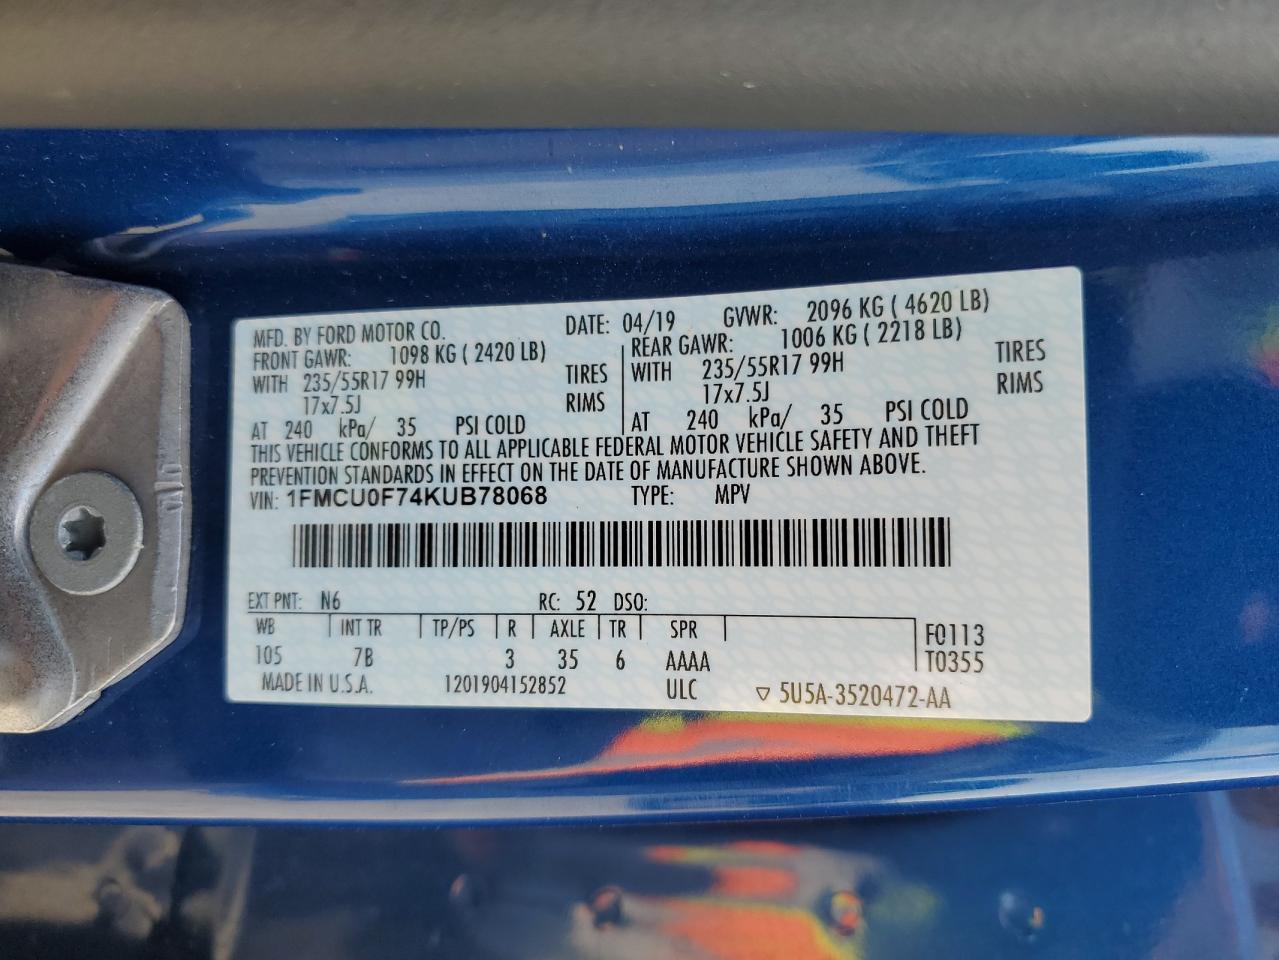 MFD. BY FORD MOTOR CO. DATE: 04/19 GVWR: 2096 KG ( 4620 LB)
FRONT GAWR: 1098 KG ( 2420 LB) REAR GAWR: 1006 KG ( 2218 LB)
WITH 235/55R17 99H TIRES WITH 235/55R17 99H TIRES
17x7.5J RIMS 17x7.5J RIMS
AT 240 kPa/ 35 PSI COLD AT 240 kPa/ 35 PSI COLD
THIS VEHICLE CONFORMS TO ALL APPLICABLE FEDERAL MOTOR VEHICLE SAFETY AND THEFT
PREVENTION STANDARDS IN EFFECT ON THE DATE OF MANUFACTURE SHOWN ABOVE.
VIN: 1FMCU0F74KUB78068 TYPE: MPV
EXT PNT: N6 RC: 52 DSO:
WB INT TR TP/PS R AXLE TR SPR F0113
105 7B 3 35 6 AAAA T0355
MADE IN U.S.A. 1201904152852 ULC ▽ 5U5A-3520472-AA